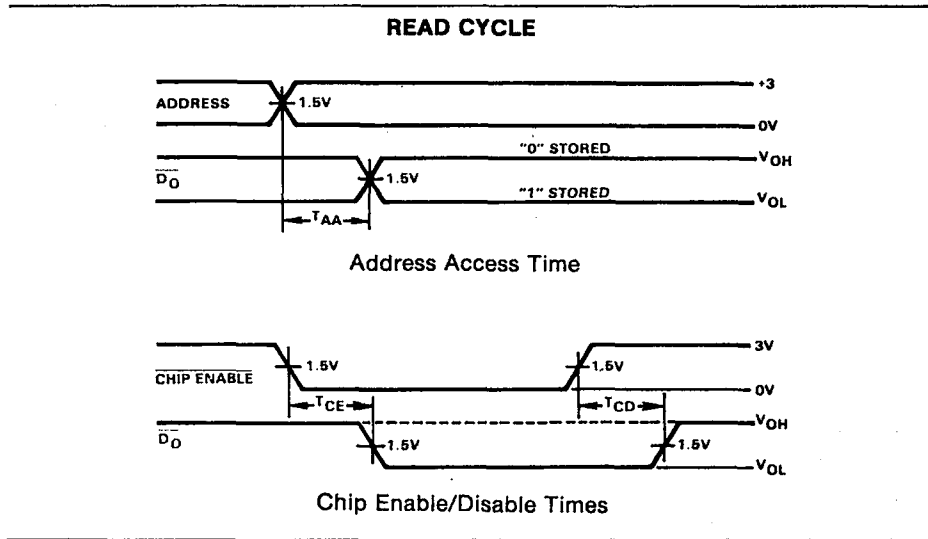 READ CYCLE
+3
ADDRESS
1.5V
0V
"0" STORED
VOH
DO
1.5V
"1" STORED
VOL
TAA
Address Access Time
3V
1.5V
1.5V
CHIP ENABLE
0V
TCE
TCD
VOH
DO
1.5V
1.5V
VOL
Chip Enable/Disable Times